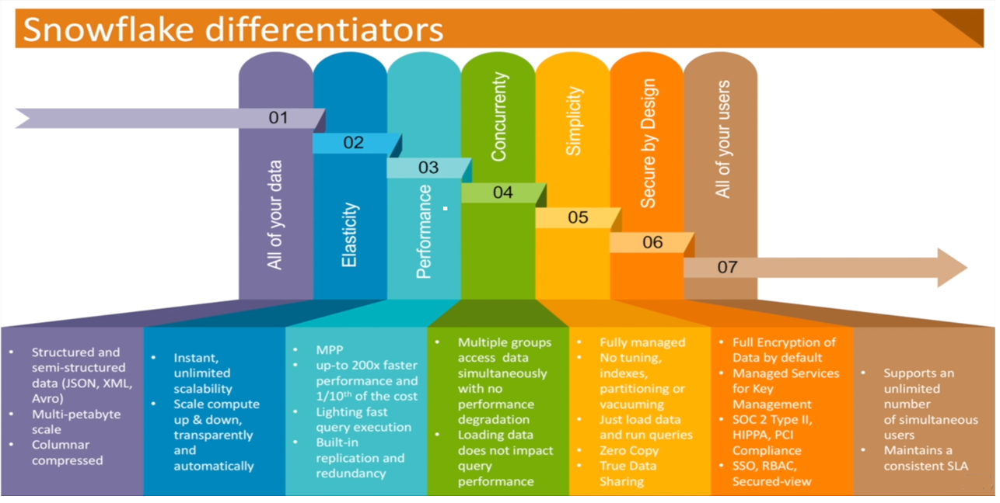 Snowflake differentiators
01
02
03
04
05
06
07
All of your data
Elasticity
Performance
Concurrenty
Simplicity
Secure by Design
All of your users
• Structured and
semi-structured
data (JSON, XML,
Avro)
• Multi-petabyte
scale
• Columnar
compressed
• Instant,
unlimited
scalability
• Scale compute
up & down,
transparently
and
automatically
• MPP
• up-to 200x faster
performance and
1/10th of the cost
• Lighting fast
query execution
• Built-in
replication and
redundancy
• Multiple groups
access data
simultaneously
with no
performance
degradation
• Loading data
does not impact
query
performance
• Fully managed
• No tuning,
indexes,
partitioning or
vacuuming
• Just load data
and run queries
• Zero Copy
• True Data
Sharing
• Full Encryption of
Data by default
• Managed Services
for Key
Management
• SOC 2 Type II,
HIPPA, PCI
Compliance
• SSO, RBAC,
Secured-view
• Supports an
unlimited
number
of simultaneous
users
• Maintains a
consistent SLA